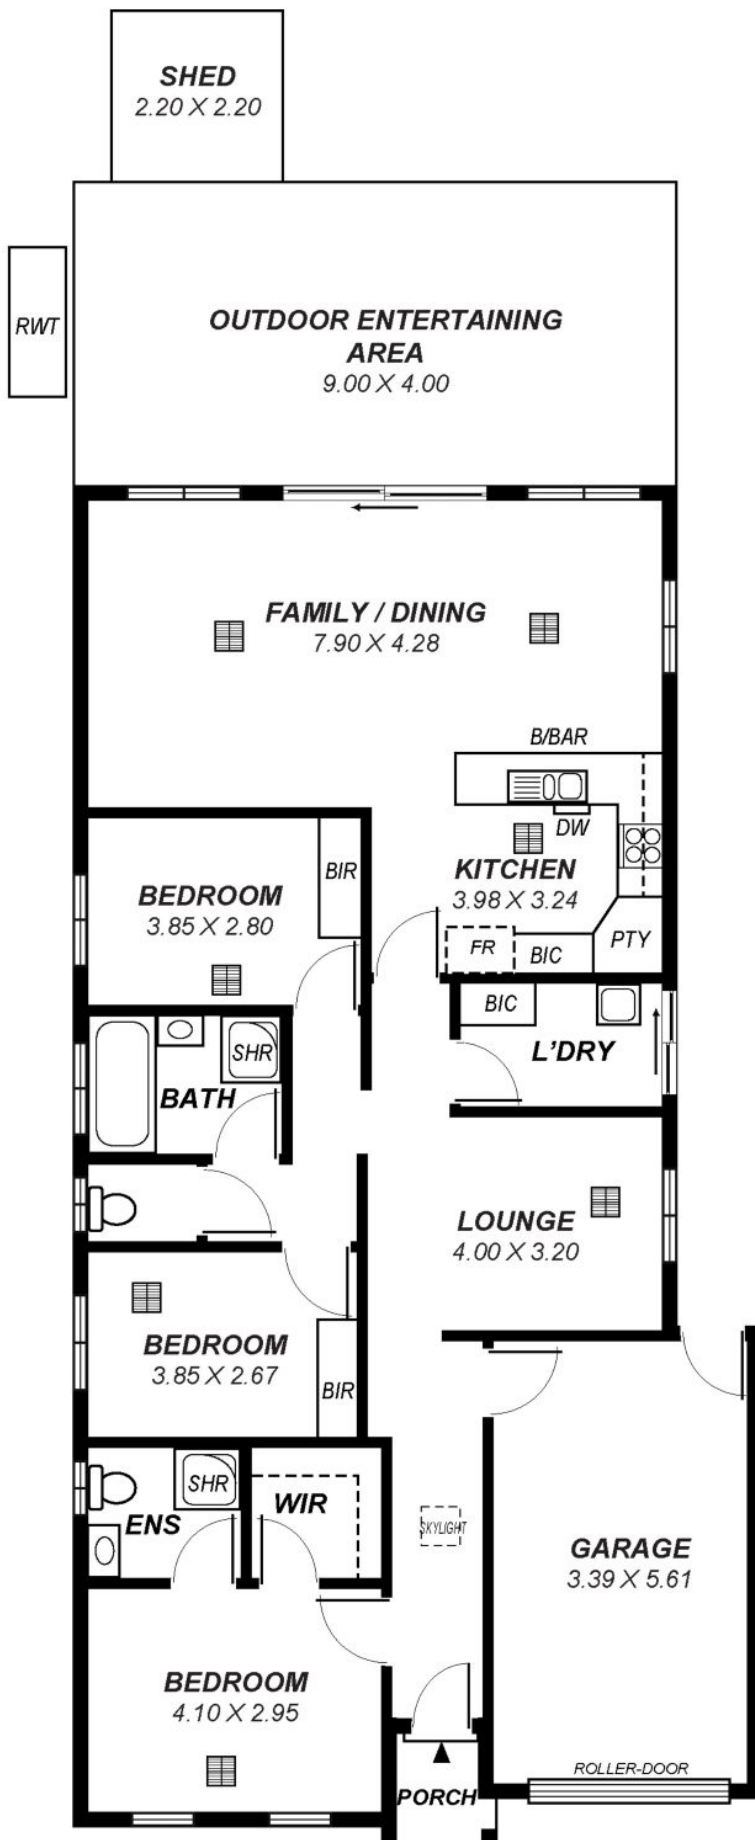 SHED
2.20 X 2.20
RWT
OUTDOOR ENTERTAINING
AREA
9.00 X 4.00
FAMILY / DINING
7.90 X 4.28
B/BAR
DW
KITCHEN
3.98 X 3.24
BIR
BEDROOM
3.85 X 2.80
FR
BIC
PTY
BIC
L'DRY
SHR
BATH
LOUNGE
4.00 X 3.20
BEDROOM
3.85 X 2.67
BIR
SHR
ENS
WIR
SKYLIGHT
GARAGE
3.39 X 5.61
BEDROOM
4.10 X 2.95
ROLLER-DOOR
PORCH